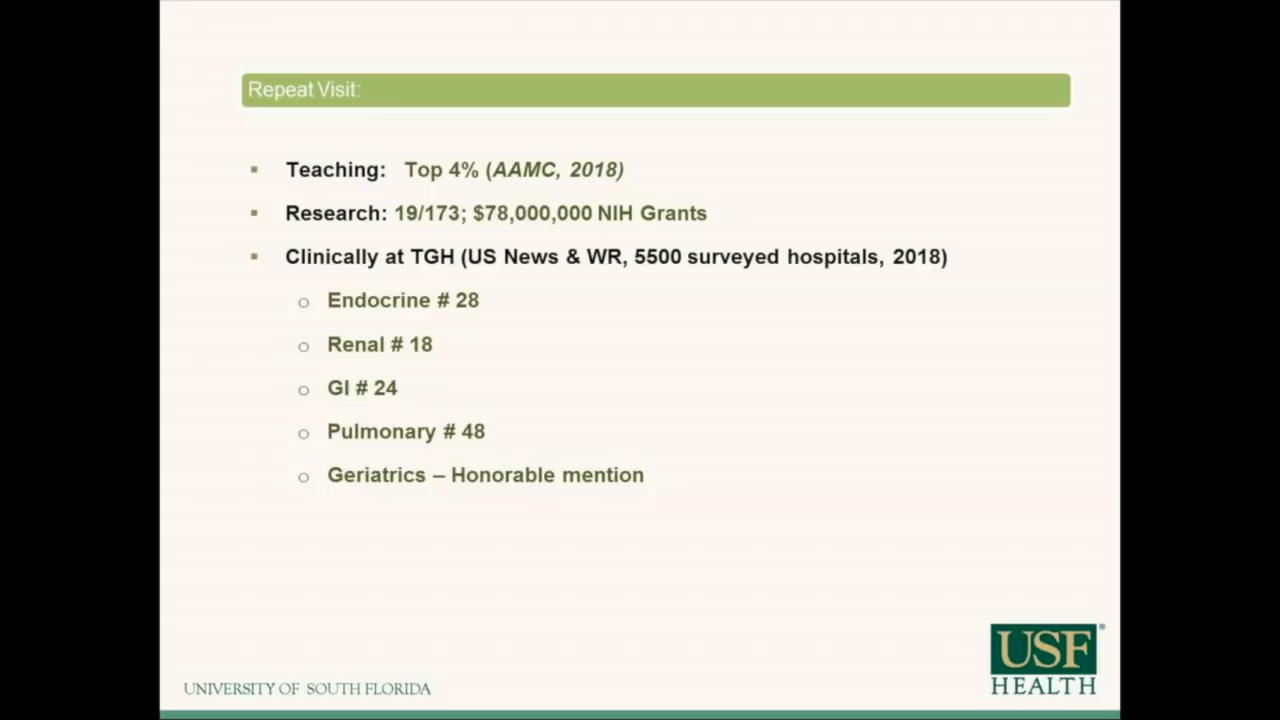 Repeat Visit:
▪ Teaching: Top 4% (AAMC, 2018)
▪ Research: 19/173; $78,000,000 NIH Grants
▪ Clinically at TGH (US News & WR, 5500 surveyed hospitals, 2018)
o Endocrine # 28
o Renal # 18
o GI # 24
o Pulmonary # 48
o Geriatrics – Honorable mention
USF
HEALTH
UNIVERSITY OF SOUTH FLORIDA